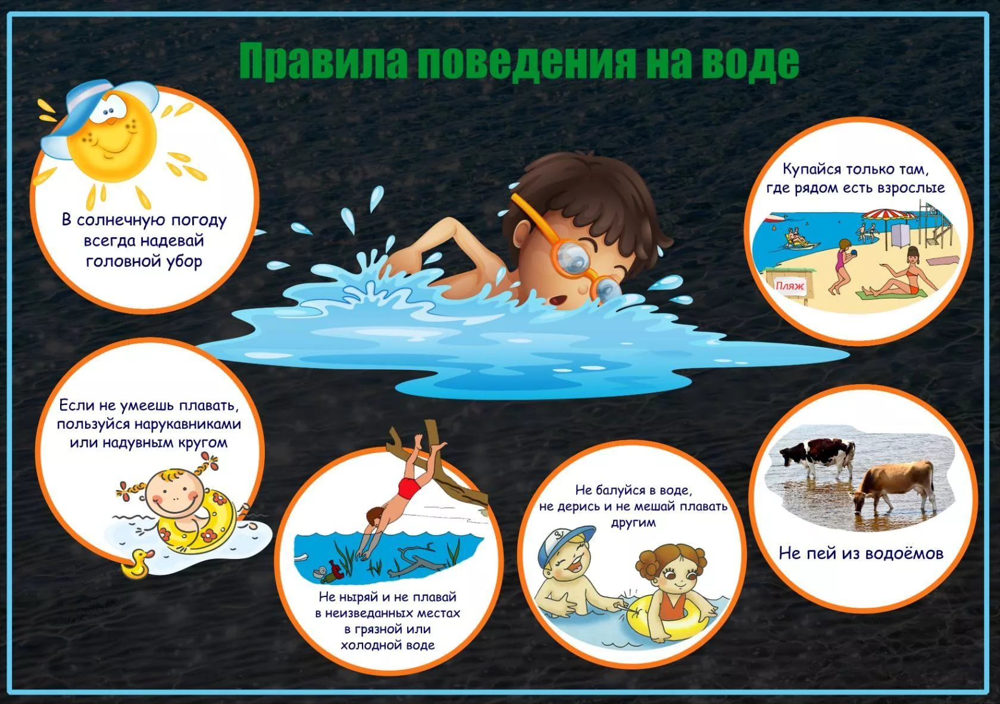 Правила поведения на воде
В солнечную погоду
всегда надевай
головной убор
Купайся только там,
где рядом есть взрослые
Пляж
Если не умеешь плавать,
пользуйся нарукавниками
или надувным кругом
Не ныряй и не плавай
в неизведанных местах
в грязной или
холодной воде
Не балуйся в воде,
не дерись и не мешай плавать
другим
Не пей из водоёмов